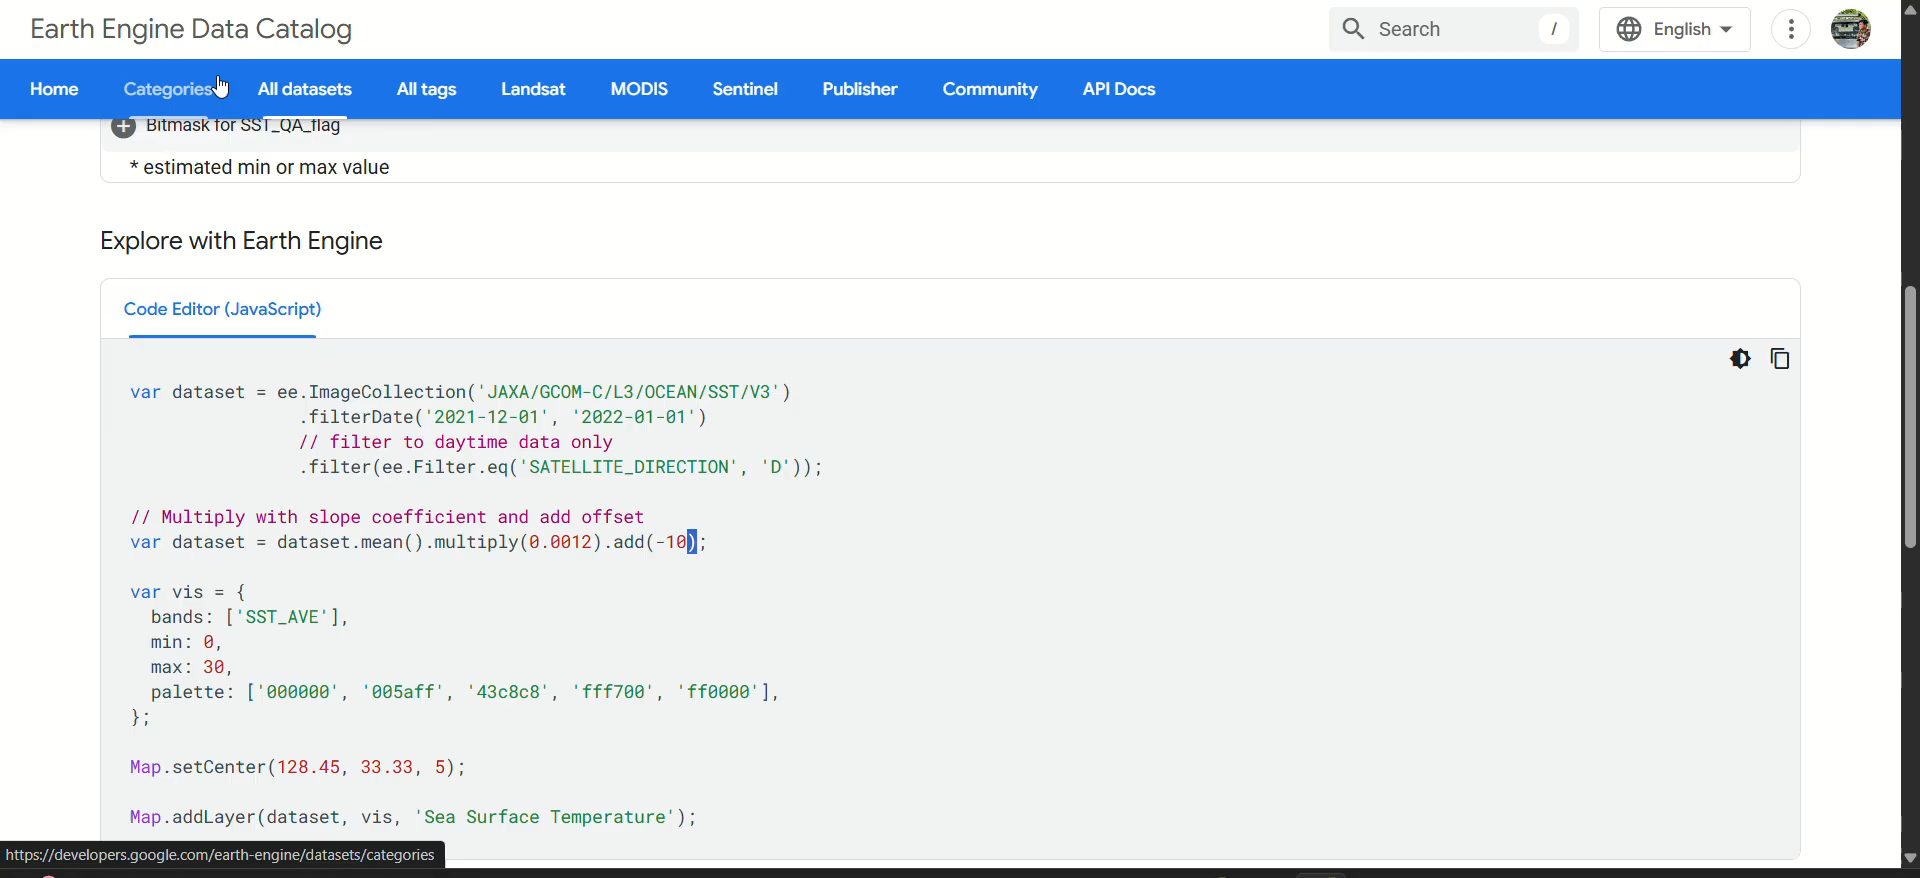 Earth Engine Data Catalog
Search
/
English
Home
Categories
All datasets
All tags
Landsat
MODIS
Sentinel
Publisher
Community
API Docs
Bitmask for SST_QA_flag
* estimated min or max value
Explore with Earth Engine
Code Editor (JavaScript)
var dataset = ee.ImageCollection('JAXA/GCOM-C/L3/OCEAN/SST/V3')
.filterDate('2021-12-01', '2022-01-01')
// filter to daytime data only
.filter(ee.Filter.eq('SATELLITE_DIRECTION', 'D'));
// Multiply with slope coefficient and add offset
var dataset = dataset.mean().multiply(0.0012).add(-10);
var vis = {
bands: ['SST_AVE'],
min: 0,
max: 30,
palette: ['000000', '005aff', '43c8c8', 'fff700', 'ff0000'],
};
Map.setCenter(128.45, 33.33, 5);
Map.addLayer(dataset, vis, 'Sea Surface Temperature');
https://developers.google.com/earth-engine/datasets/categories